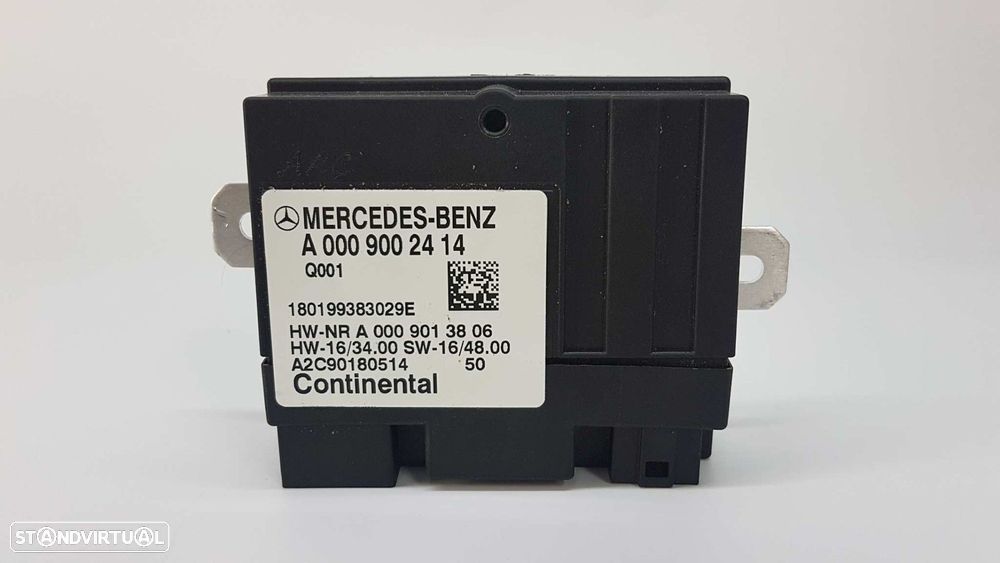 MERCEDES-BENZ
A 000 900 24 14
Q001
180199383029E
HW-NR A 000 901 38 06
HW-16/34.00 SW-16/48.00
A2C90180514 50
Continental
STANDVIRTUAL